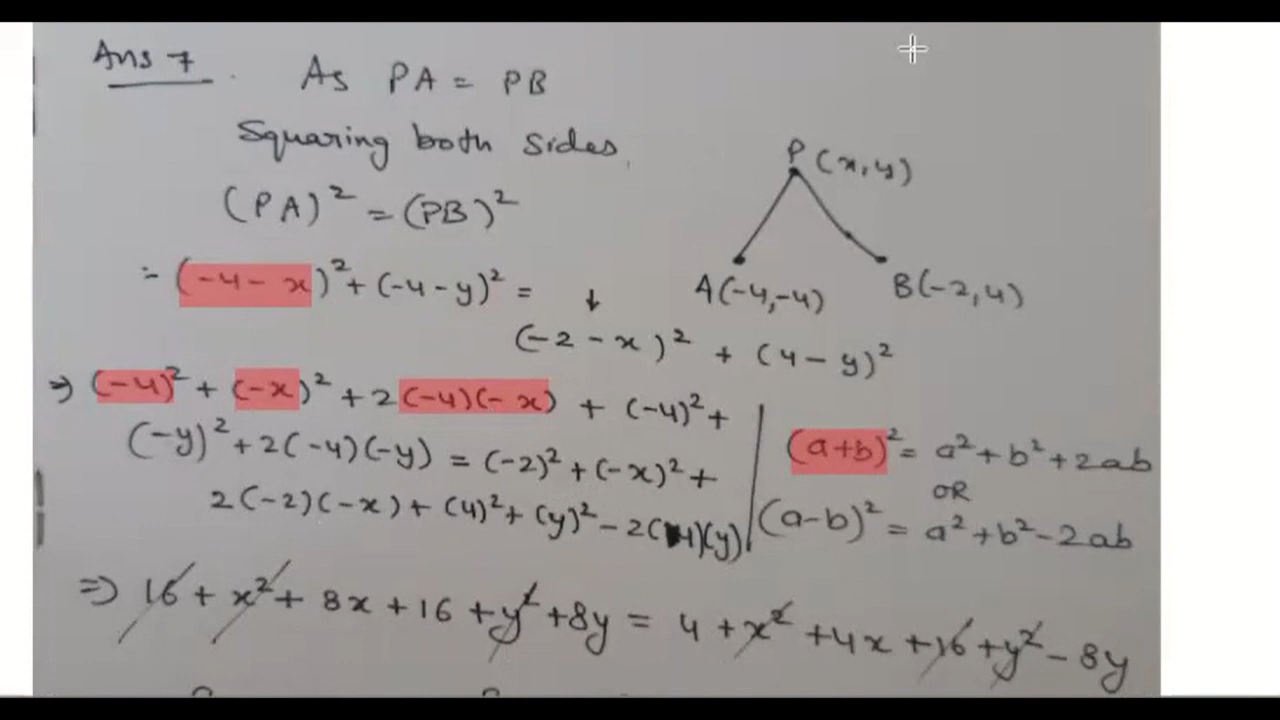 Ans 7. As PA = PB
Squaring both sides.
(PA)² = (PB)²
P(x,y)
A(-4,-4)
B(-2,4)
:- (-4-x)² + (-4-y)² = ↓
(-2-x)² + (4-y)²
⇒ (-4)² + (-x)² + 2(-4)(-x) + (-4)² +
(-y)² + 2(-4)(-y) = (-2)² + (-x)² +
2(-2)(-x) + (4)² + (y)² - 2(4)(y)
(a+b)² = a² + b² + 2ab
OR
(a-b)² = a² + b² - 2ab
⇒ 16 + x² + 8x + 16 + y² + 8y = 4 + x² + 4x + 16 + y² - 8y